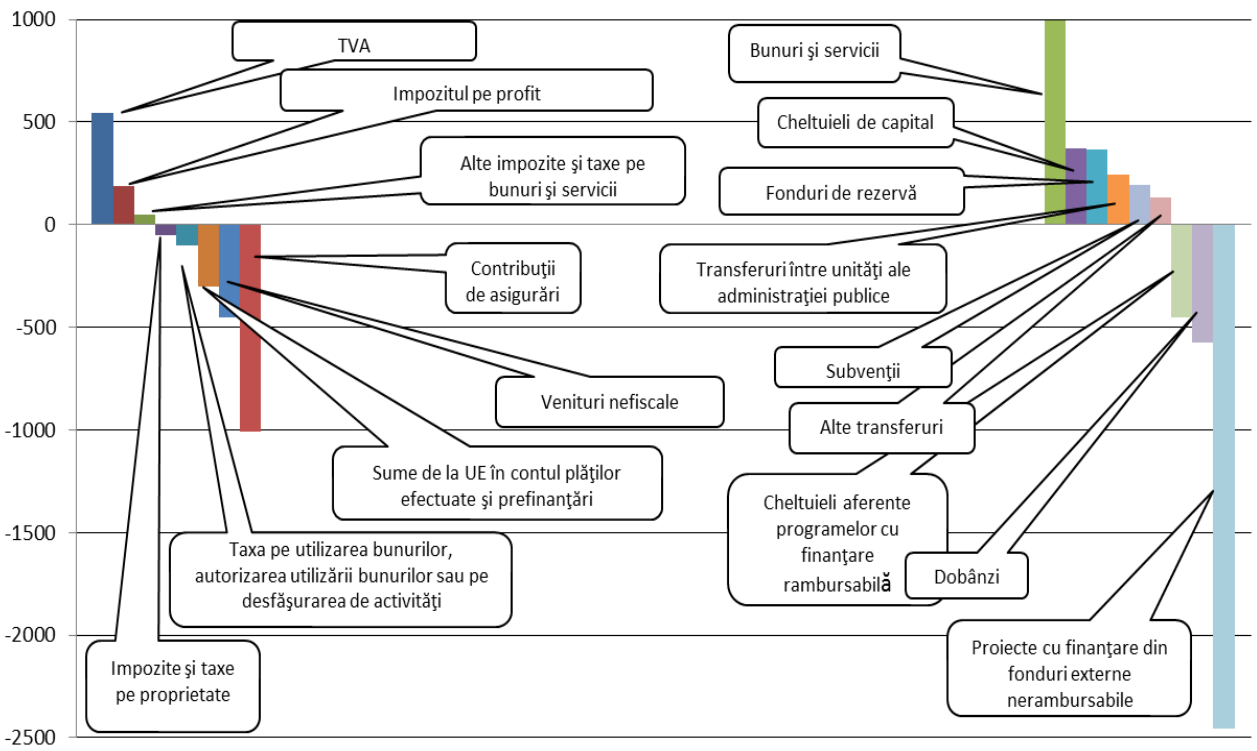 1000
500
0
-500
-1000
-1500
-2000
-2500
TVA
Impozitul pe profit
Alte impozite şi taxe pe
bunuri şi servicii
Contribuţii
de asigurări
Venituri nefiscale
Sume de la UE în contul plăţilor
efectuate şi prefinanţări
Taxa pe utilizarea bunurilor,
autorizarea utilizării bunurilor sau pe
desfăşurarea de activităţi
Impozite şi taxe
pe proprietate
Bunuri şi servicii
Cheltuieli de capital
Fonduri de rezervă
Transferuri între unităţi ale
administraţiei publice
Subvenţii
Alte transferuri
Cheltuieli aferente
programelor cu
finanţare
rambursabilă
Dobânzi
Proiecte cu finanţare din
fonduri externe
nerambursabile